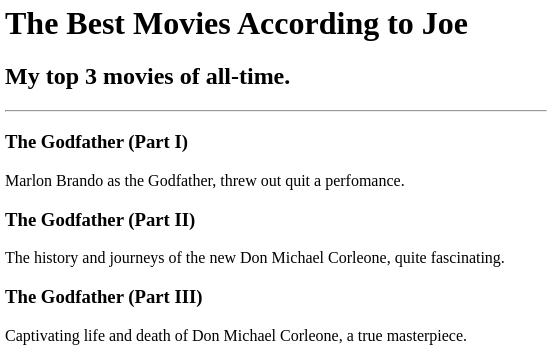 The Best Movies According to Joe
My top 3 movies of all-time.
The Godfather (Part I)
Marlon Brando as the Godfather, threw out quit a perfomance.
The Godfather (Part II)
The history and journeys of the new Don Michael Corleone, quite fascinating.
The Godfather (Part III)
Captivating life and death of Don Michael Corleone, a true masterpiece.